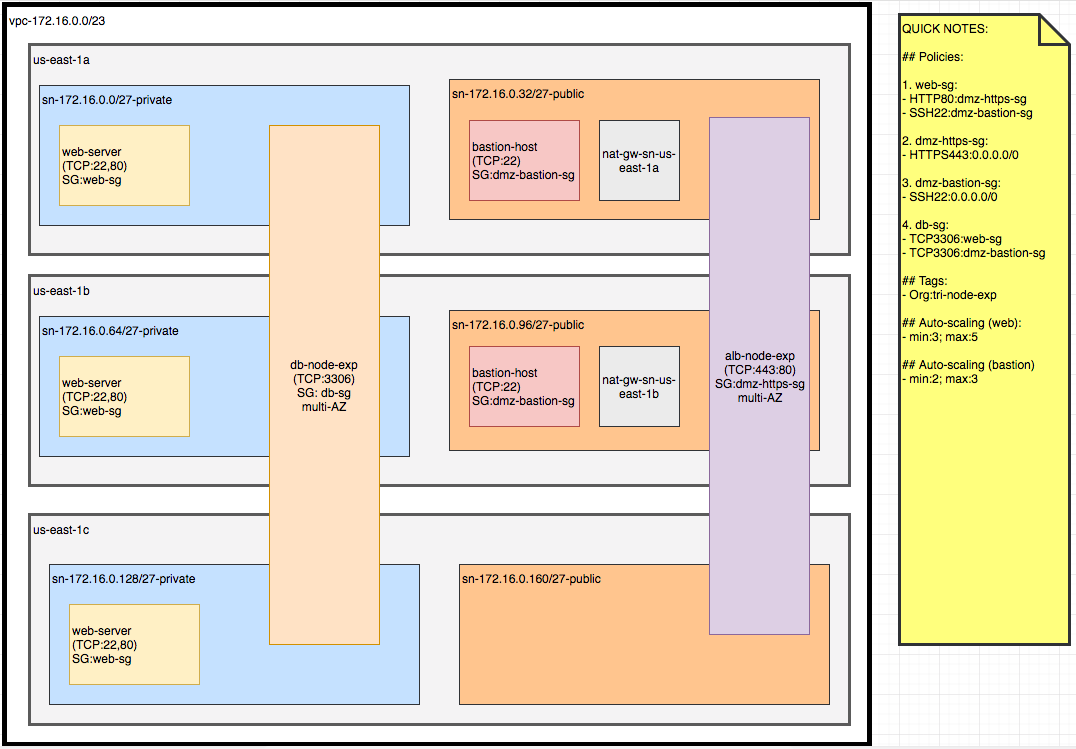 vpc-172.16.0.0/23
us-east-1a
sn-172.16.0.0/27-private
web-server
(TCP:22,80)
SG:web-sg
sn-172.16.0.32/27-public
bastion-host
(TCP:22)
SG:dmz-bastion-sg
nat-gw-sn-us-
east-1a
us-east-1b
sn-172.16.0.64/27-private
web-server
(TCP:22,80)
SG:web-sg
db-node-exp
(TCP:3306)
SG: db-sg
multi-AZ
sn-172.16.0.96/27-public
bastion-host
(TCP:22)
SG:dmz-bastion-sg
nat-gw-sn-us-
east-1b
alb-node-exp
(TCP:443:80)
SG:dmz-https-sg
multi-AZ
us-east-1c
sn-172.16.0.128/27-private
web-server
(TCP:22,80)
SG:web-sg
sn-172.16.0.160/27-public
QUICK NOTES:
## Policies:
1. web-sg:
- HTTP80:dmz-https-sg
- SSH22:dmz-bastion-sg
2. dmz-https-sg:
- HTTPS443:0.0.0.0/0
3. dmz-bastion-sg:
- SSH22:0.0.0.0/0
4. db-sg:
- TCP3306:web-sg
- TCP3306:dmz-bastion-sg
## Tags:
- Org:tri-node-exp
## Auto-scaling (web):
- min:3; max:5
## Auto-scaling (bastion)
- min:2; max:3